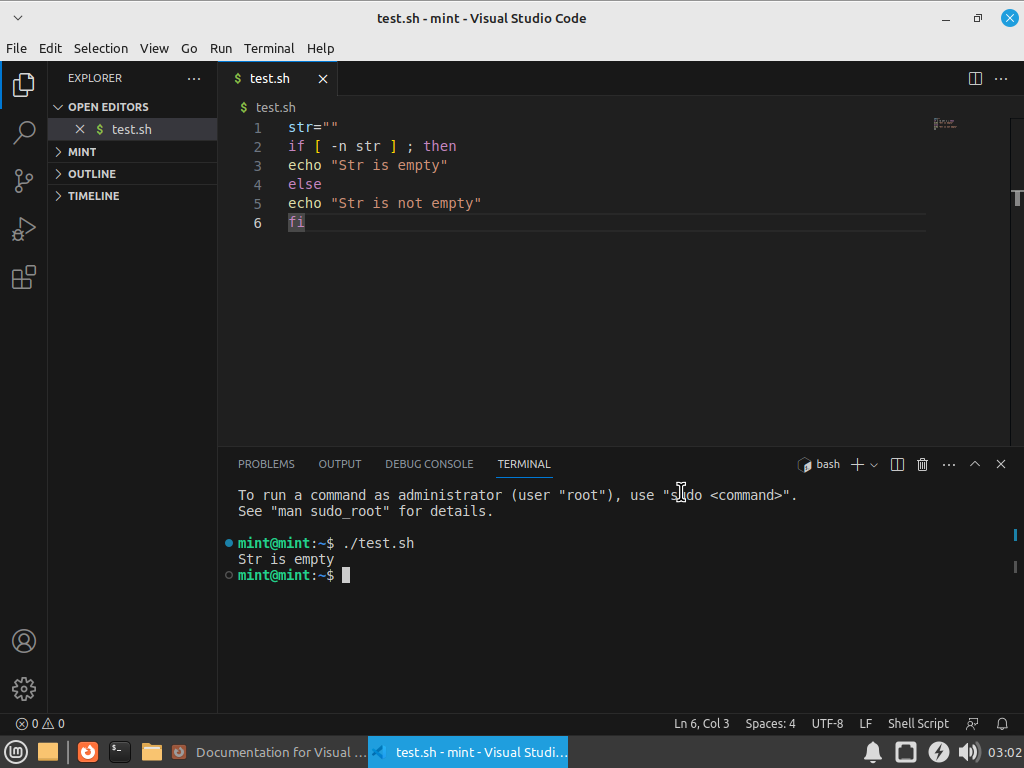 test.sh - mint - Visual Studio Code
File Edit Selection View Go Run Terminal Help
EXPLORER
OPEN EDITORS
test.sh
MINT
OUTLINE
TIMELINE
$ test.sh
$ test.sh
1 str=""
2 if [ -n str ] ; then
3 echo "Str is empty"
4 else
5 echo "Str is not empty"
6 fi
PROBLEMS OUTPUT DEBUG CONSOLE TERMINAL
bash
To run a command as administrator (user "root"), use "sudo <command>".
See "man sudo_root" for details.
mint@mint:~$ ./test.sh
Str is empty
mint@mint:~$
0 0
Ln 6, Col 3 Spaces: 4 UTF-8 LF Shell Script
Documentation for Visual ...
test.sh - mint - Visual Studi...
03:02